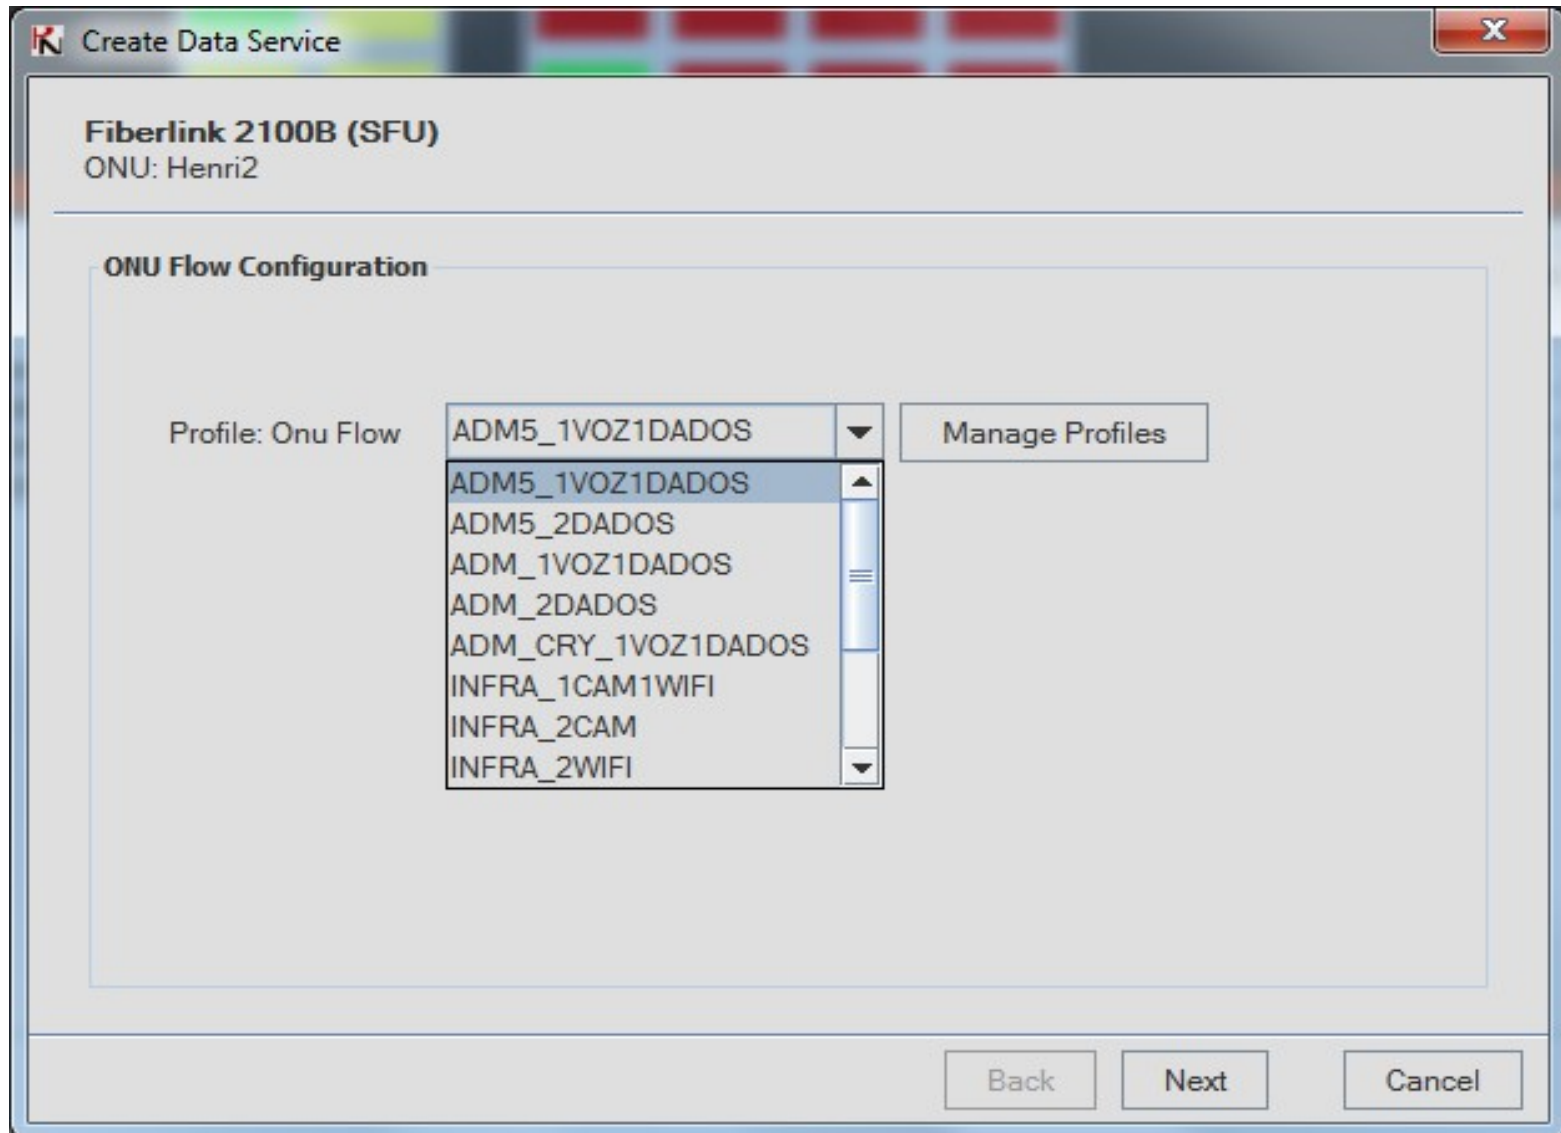 Create Data Service
Fiberlink 2100B (SFU)
ONU: Henri2
ONU Flow Configuration
Profile: Onu Flow ADM5_1VOZ1DADOS Manage Profiles
ADM5_1VOZ1DADOS
ADM5_2DADOS
ADM_1VOZ1DADOS
ADM_2DADOS
ADM_CRY_1VOZ1DADOS
INFRA_1CAM1WIFI
INFRA_2CAM
INFRA_2WIFI
Back Next Cancel